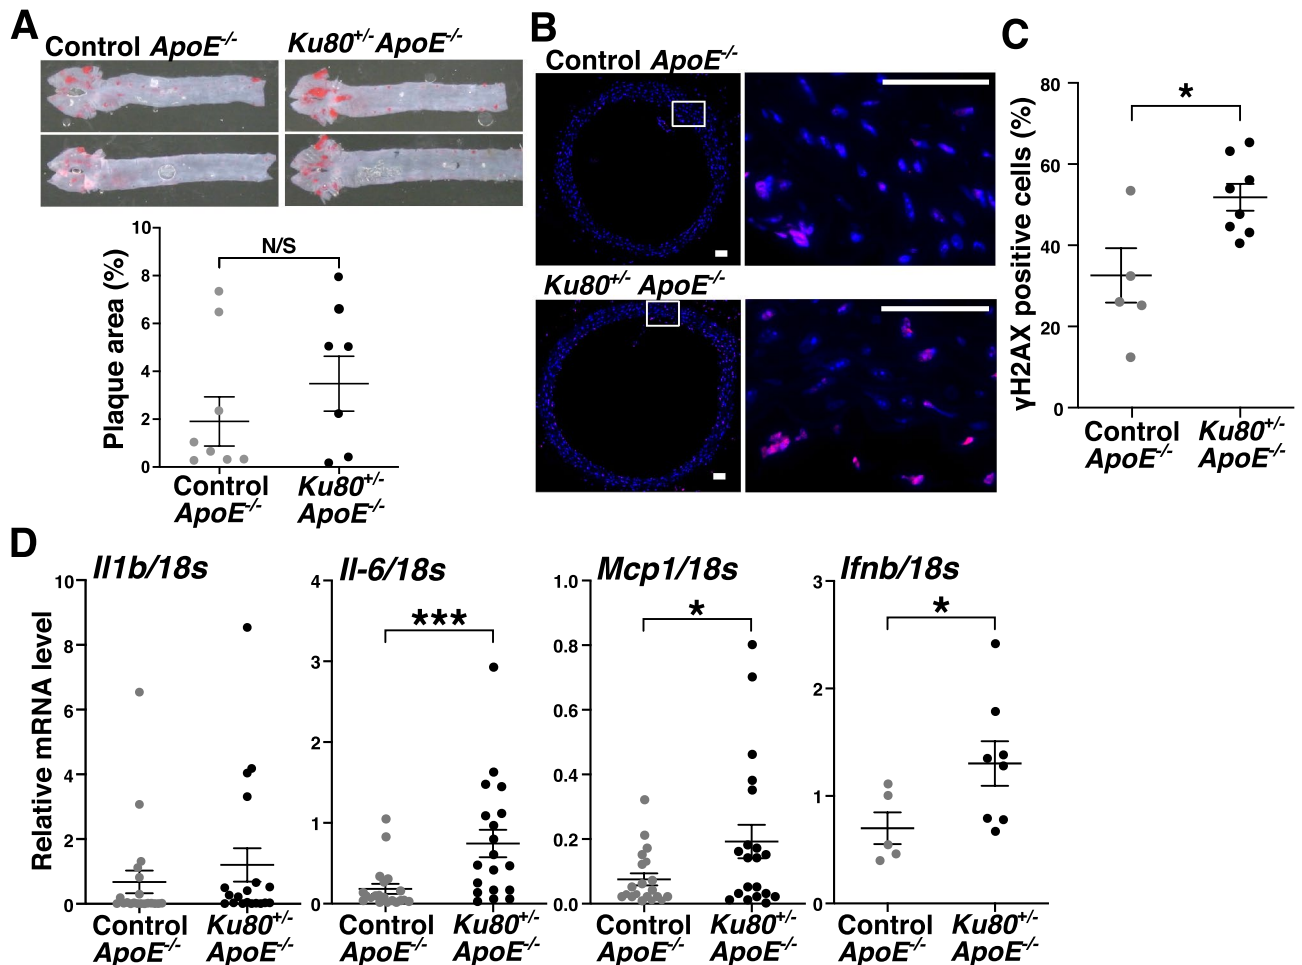 A
Control ApoE-/-
Ku80+/- ApoE-/-
Plaque area (%)
10
8
6
4
2
0
N/S
Control
ApoE-/-
Ku80+/-
ApoE-/-
B
Control ApoE-/-
Ku80+/- ApoE-/-
C
γH2AX positive cells (%)
80
60
40
20
0
*
Control
ApoE-/-
Ku80+/-
ApoE-/-
D
Relative mRNA level
Il1b/18s
10
8
6
4
2
0
Control
ApoE-/-
Ku80+/-
ApoE-/-
Il-6/18s
4
3
2
1
0
***
Control
ApoE-/-
Ku80+/-
ApoE-/-
Mcp1/18s
1.0
0.8
0.6
0.4
0.2
0.0
*
Control
ApoE-/-
Ku80+/-
ApoE-/-
Ifnb/18s
3
2
1
0
*
Control
ApoE-/-
Ku80+/-
ApoE-/-